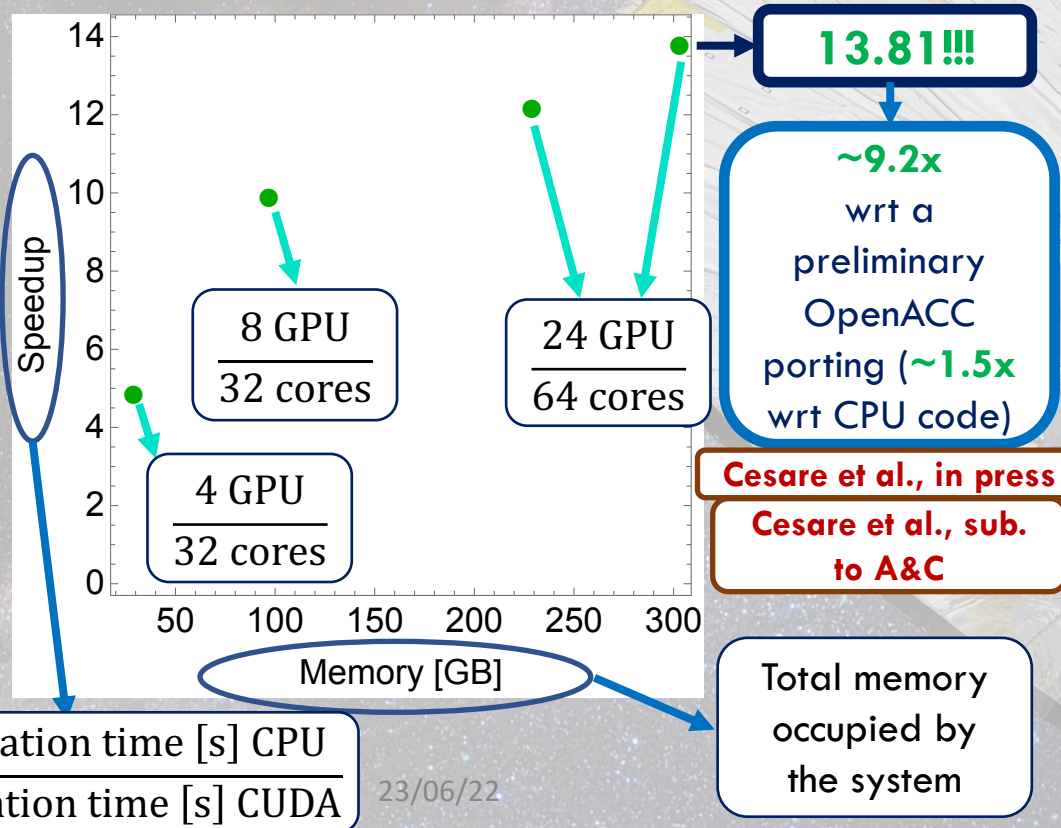 14
12
10
8
6
4
2
0
Speedup
50 100 150 200 250 300
Memory [GB]
8 GPU
32 cores
24 GPU
64 cores
4 GPU
32 cores
13.81!!!
~9.2x
wrt a
preliminary
OpenACC
porting (~1.5x
wrt CPU code)
Cesare et al., in press
Cesare et al., sub.
to A&C
Total memory
occupied by
the system
time [s] CPU
time [s] CUDA
23/06/22